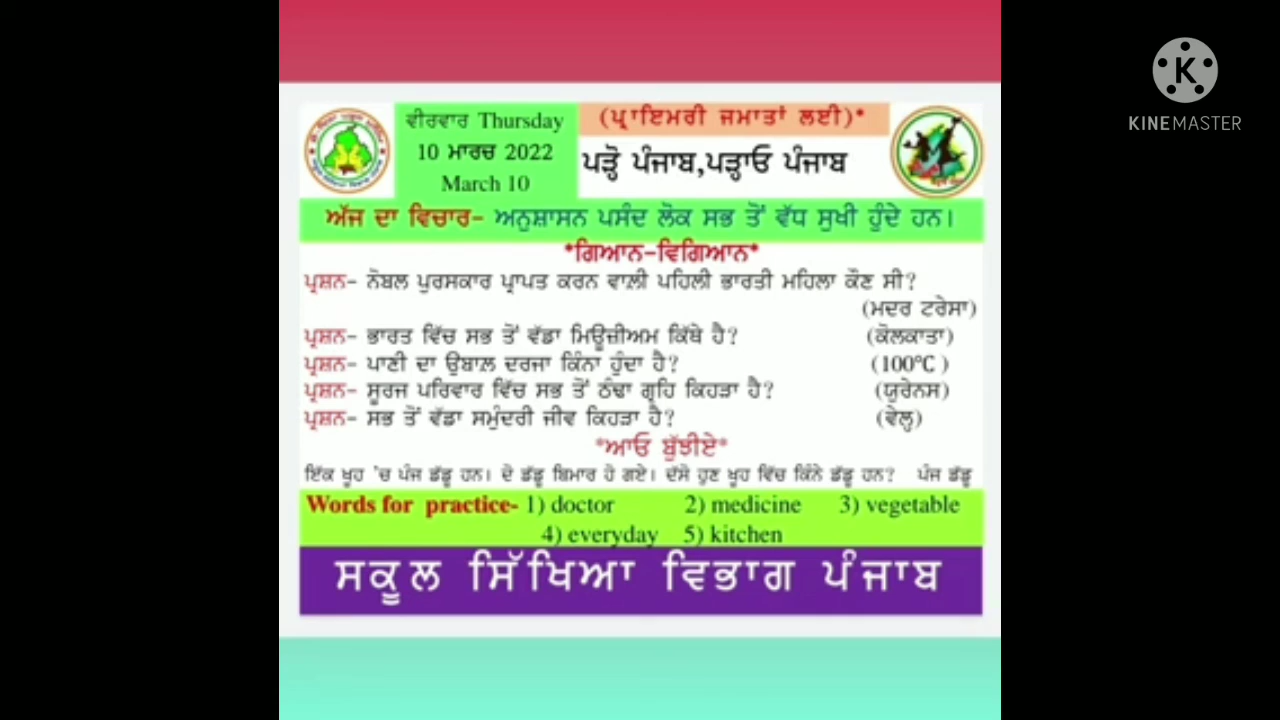 KINEMASTER
ਵੀਰਵਾਰ Thursday
10 ਮਾਰਚ 2022
March 10
(ਪ੍ਰਾਇਮਰੀ ਜਮਾਤਾਂ ਲਈ)*
ਪੜ੍ਹੋ ਪੰਜਾਬ,ਪੜ੍ਹਾਓ ਪੰਜਾਬ
ਅੱਜ ਦਾ ਵਿਚਾਰ- ਅਨੁਸ਼ਾਸਨ ਪਸੰਦ ਲੋਕ ਸਭ ਤੋਂ ਵੱਧ ਸੁਖੀ ਹੁੰਦੇ ਹਨ।
*ਗਿਆਨ-ਵਿਗਿਆਨ*
ਪ੍ਰਸ਼ਨ- ਨੋਬਲ ਪੁਰਸਕਾਰ ਪ੍ਰਾਪਤ ਕਰਨ ਵਾਲੀ ਪਹਿਲੀ ਭਾਰਤੀ ਮਹਿਲਾ ਕੌਣ ਸੀ?
(ਮਦਰ ਟਰੇਸਾ)
ਪ੍ਰਸ਼ਨ- ਭਾਰਤ ਵਿੱਚ ਸਭ ਤੋਂ ਵੱਡਾ ਮਿਊਜ਼ੀਅਮ ਕਿੱਥੇ ਹੈ? (ਕੋਲਕਾਤਾ)
ਪ੍ਰਸ਼ਨ- ਪਾਣੀ ਦਾ ਉਬਾਲ ਦਰਜਾ ਕਿੰਨਾ ਹੁੰਦਾ ਹੈ? (100℃ )
ਪ੍ਰਸ਼ਨ- ਸੂਰਜ ਪਰਿਵਾਰ ਵਿੱਚ ਸਭ ਤੋਂ ਠੰਢਾ ਗ੍ਰਹਿ ਕਿਹੜਾ ਹੈ? (ਯੁਰੇਨਸ)
ਪ੍ਰਸ਼ਨ- ਸਭ ਤੋਂ ਵੱਡਾ ਸਮੁੰਦਰੀ ਜੀਵ ਕਿਹੜਾ ਹੈ? (ਵੇਲ੍ਹ)
*ਆਓ ਬੁੱਝੀਏ*
ਇੱਕ ਖੂਹ 'ਚ ਪੰਜ ਡੱਡੂ ਹਨ। ਦੋ ਡੱਡੂ ਬਿਮਾਰ ਹੋ ਗਏ। ਦੱਸੋ ਹੁਣ ਖੂਹ ਵਿੱਚ ਕਿੰਨੇ ਡੱਡੂ ਹਨ? ਪੰਜ ਡੱਡੂ
Words for practice- 1) doctor 2) medicine 3) vegetable
4) everyday 5) kitchen
ਸਕੂਲ ਸਿੱਖਿਆ ਵਿਭਾਗ ਪੰਜਾਬ